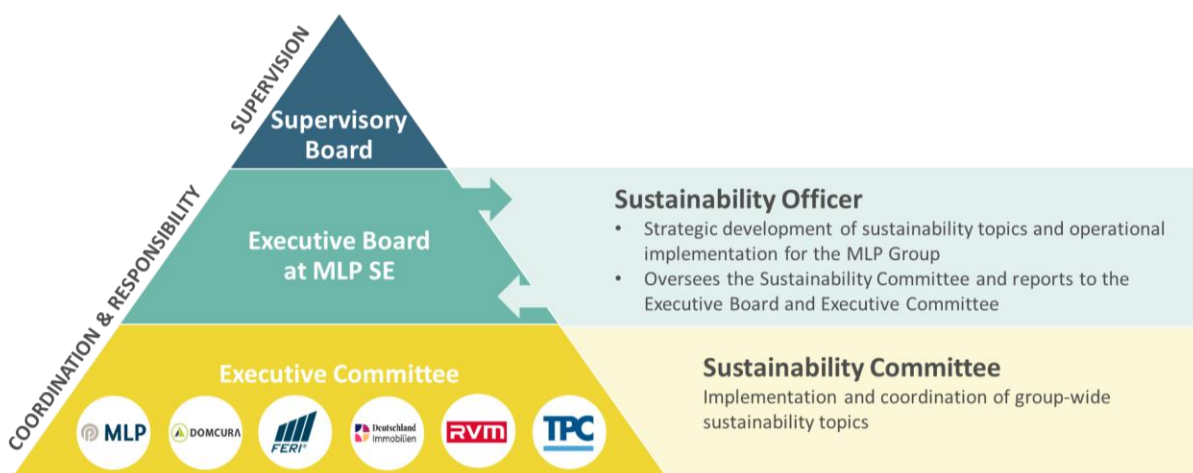 SUPERVISION
Supervisory
Board
COORDINATION & RESPONSIBILITY
Executive Board
at MLP SE
Sustainability Officer
• Strategic development of sustainability topics and operational
implementation for the MLP Group
• Oversees the Sustainability Committee and reports to the
Executive Board and Executive Committee
Executive Committee
MLP
DOMCURA
FERI
Deutschland
Immobilien
RVM
TPC
Sustainability Committee
Implementation and coordination of group-wide
sustainability topics